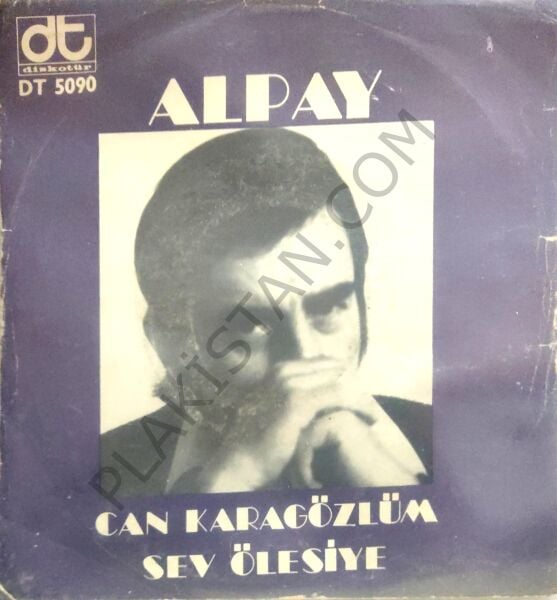 dt
diskotür
DT 5090
ALPAY
PLAKİSTAN.COM
CAN KARAGÖZLÜM
SEV ÖLESİYE